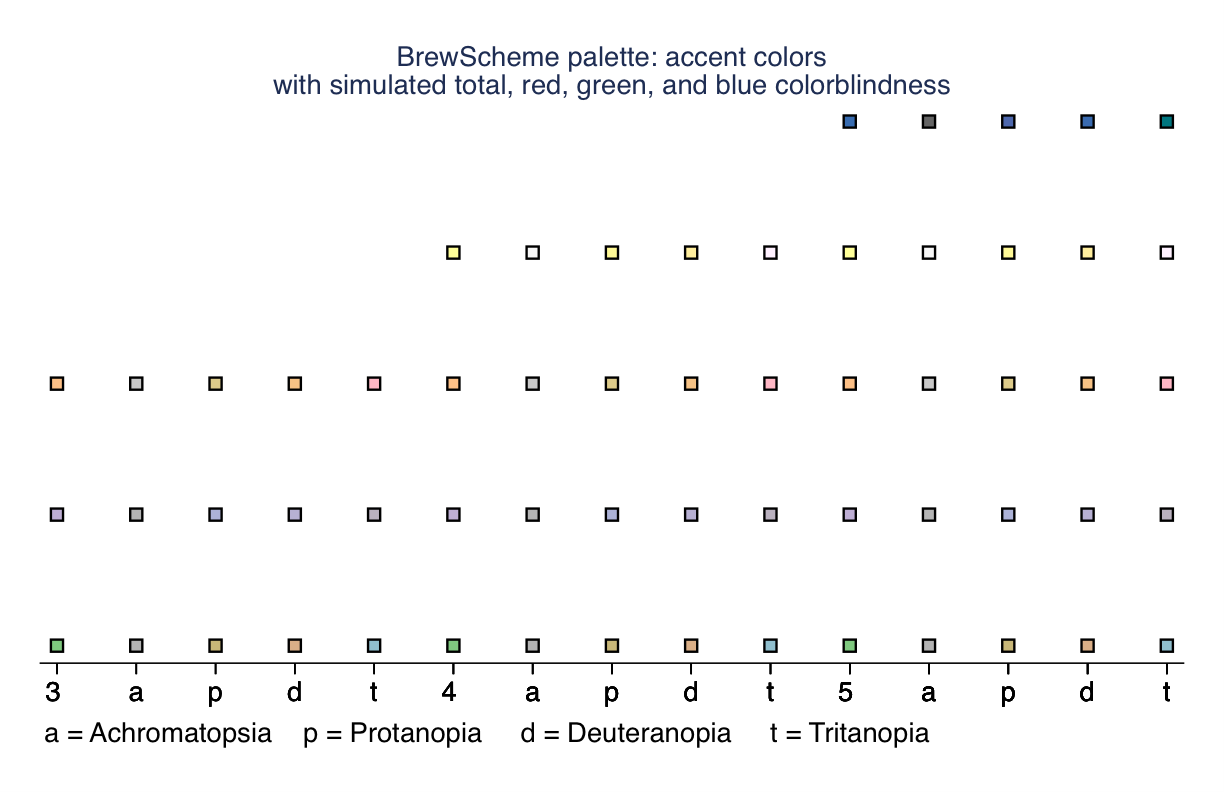 BrewScheme palette: accent colors
with simulated total, red, green, and blue colorblindness
3 a p d t 4 a p d t 5 a p d t
a = Achromatopsia p = Protanopia d = Deuteranopia t = Tritanopia